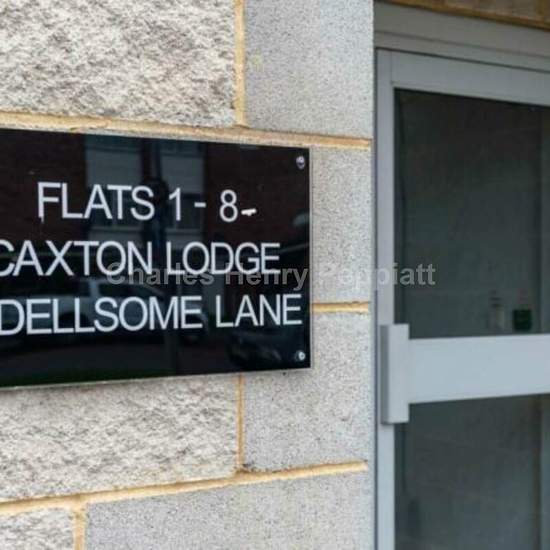 FLATS 1 - 8
CAXTON LODGE
DELLSOME LANE
Charles Henry Peppiatt